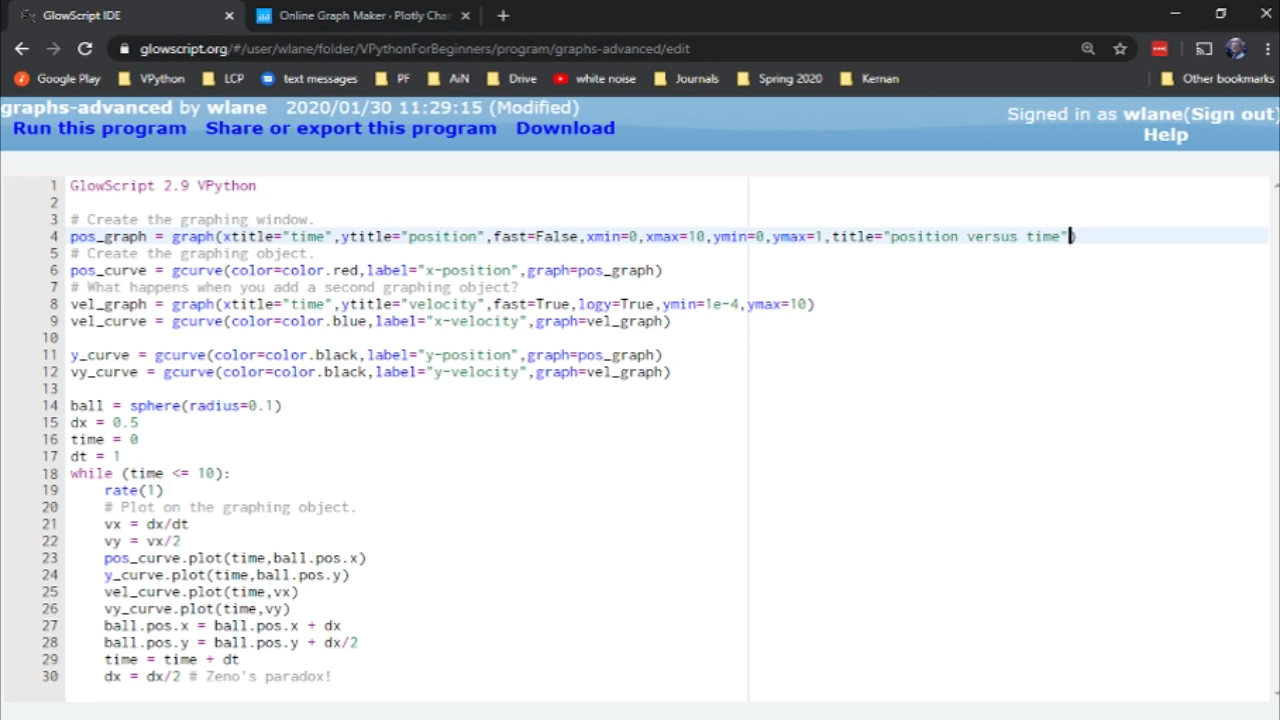 GlowScript IDE
Online Graph Maker · Plotly Char
glowscript.org/#/user/wlane/folder/VPythonForBeginners/program/graphs-advanced/edit
Google Play VPython LCP text messages PF AiN Drive white noise Journals Spring 2020 Kernan Other bookmarks
graphs-advanced by wlane 2020/01/30 11:29:15 (Modified)
Signed in as wlane(Sign out)
Run this program Share or export this program Download
Help
1 GlowScript 2.9 VPython
2
3 # Create the graphing window.
4 pos_graph = graph(xtitle="time",ytitle="position",fast=False,xmin=0,xmax=10,ymin=0,ymax=1,title="position versus time")
5 # Create the graphing object.
6 pos_curve = gcurve(color=color.red,label="x-position",graph=pos_graph)
7 # What happens when you add a second graphing object?
8 vel_graph = graph(xtitle="time",ytitle="velocity",fast=True,logy=True,ymin=1e-4,ymax=10)
9 vel_curve = gcurve(color=color.blue,label="x-velocity",graph=vel_graph)
10
11 y_curve = gcurve(color=color.black,label="y-position",graph=pos_graph)
12 vy_curve = gcurve(color=color.black,label="y-velocity",graph=vel_graph)
13
14 ball = sphere(radius=0.1)
15 dx = 0.5
16 time = 0
17 dt = 1
18 while (time <= 10):
19 rate(1)
20 # Plot on the graphing object.
21 vx = dx/dt
22 vy = vx/2
23 pos_curve.plot(time,ball.pos.x)
24 y_curve.plot(time,ball.pos.y)
25 vel_curve.plot(time,vx)
26 vy_curve.plot(time,vy)
27 ball.pos.x = ball.pos.x + dx
28 ball.pos.y = ball.pos.y + dx/2
29 time = time + dt
30 dx = dx/2 # Zeno's paradox!